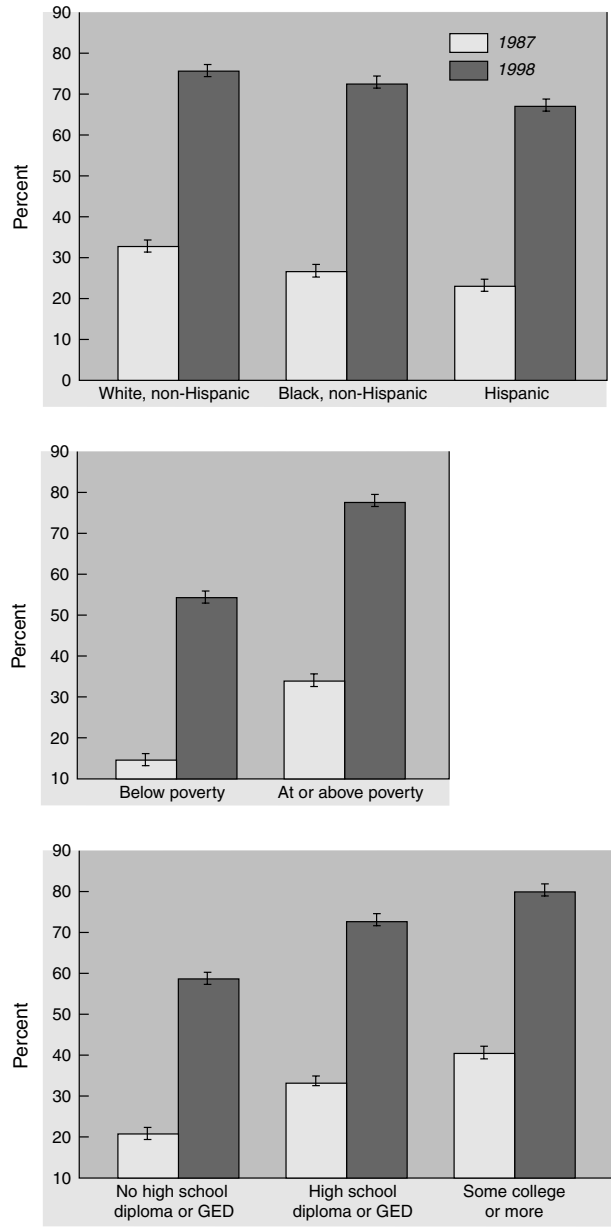 90
80
70
60
50
40
30
20
10
0
Percent
1987
1998
White, non-Hispanic
Black, non-Hispanic
Hispanic
90
80
70
60
50
40
30
20
10
Percent
Below poverty
At or above poverty
90
80
70
60
50
40
30
20
10
Percent
No high school
diploma or GED
High school
diploma or GED
Some college
or more